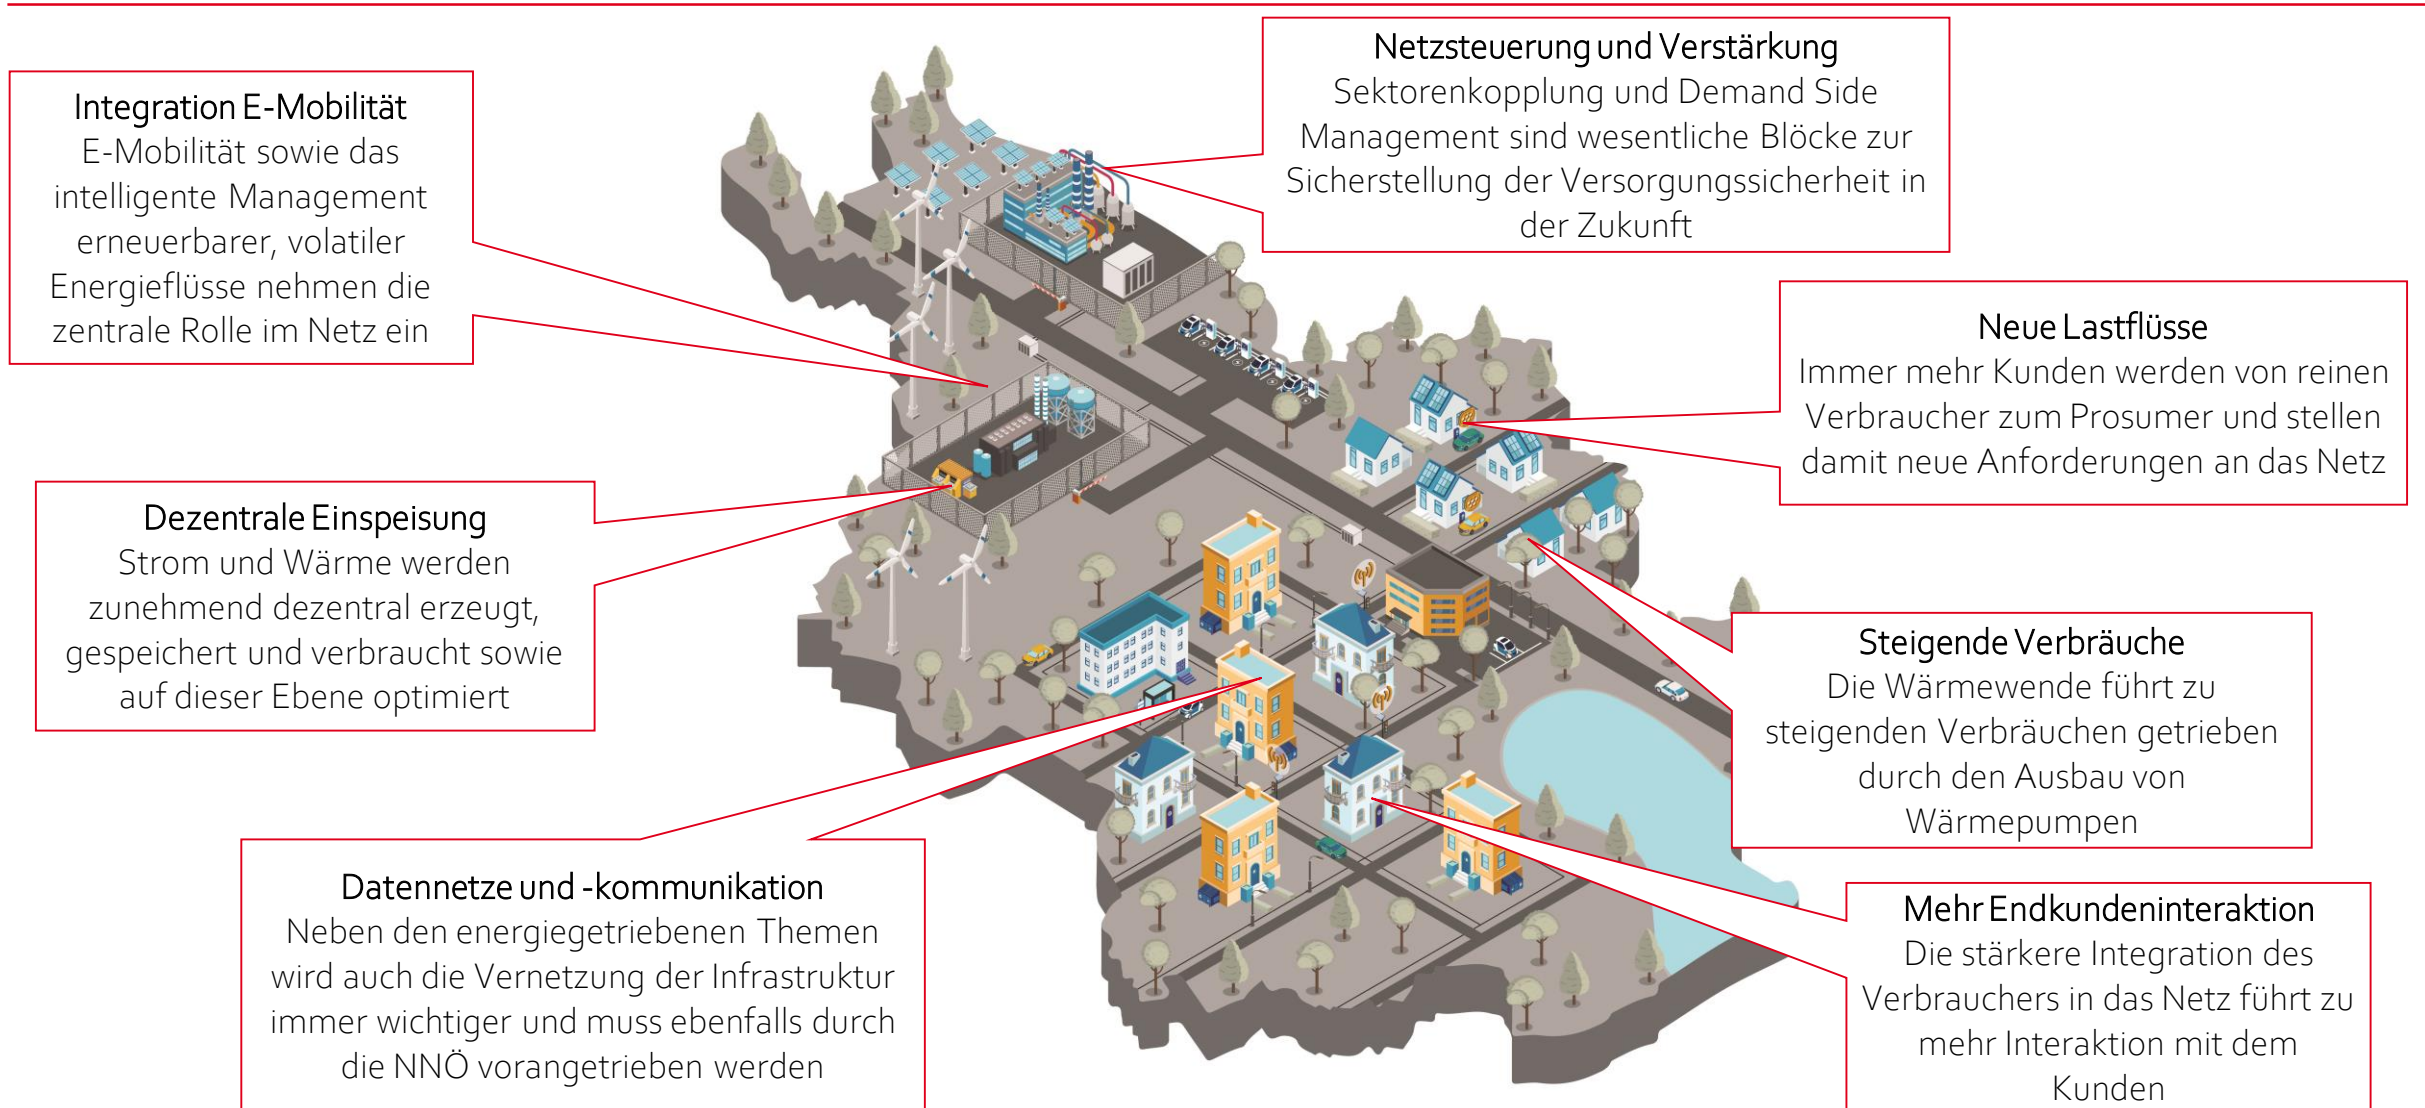 Integration E-Mobilität
E-Mobilität sowie das
intelligente Management
erneuerbarer, volatiler
Energieflüsse nehmen die
zentrale Rolle im Netz ein
Netzsteuerung und Verstärkung
Sektorenkopplung und Demand Side
Management sind wesentliche Blöcke zur
Sicherstellung der Versorgungssicherheit in
der Zukunft
Neue Lastflüsse
Immer mehr Kunden werden von reinen
Verbraucher zum Prosumer und stellen
damit neue Anforderungen an das Netz
Dezentrale Einspeisung
Strom und Wärme werden
zunehmend dezentral erzeugt,
gespeichert und verbraucht sowie
auf dieser Ebene optimiert
Steigende Verbräuche
Die Wärmewende führt zu
steigenden Verbräuchen getrieben
durch den Ausbau von
Wärmepumpen
Datennetze und -kommunikation
Neben den energiegetriebenen Themen
wird auch die Vernetzung der Infrastruktur
immer wichtiger und muss ebenfalls durch
die NNÖ vorangetrieben werden
Mehr Endkundeninteraktion
Die stärkere Integration des
Verbrauchers in das Netz führt zu
mehr Interaktion mit dem
Kunden